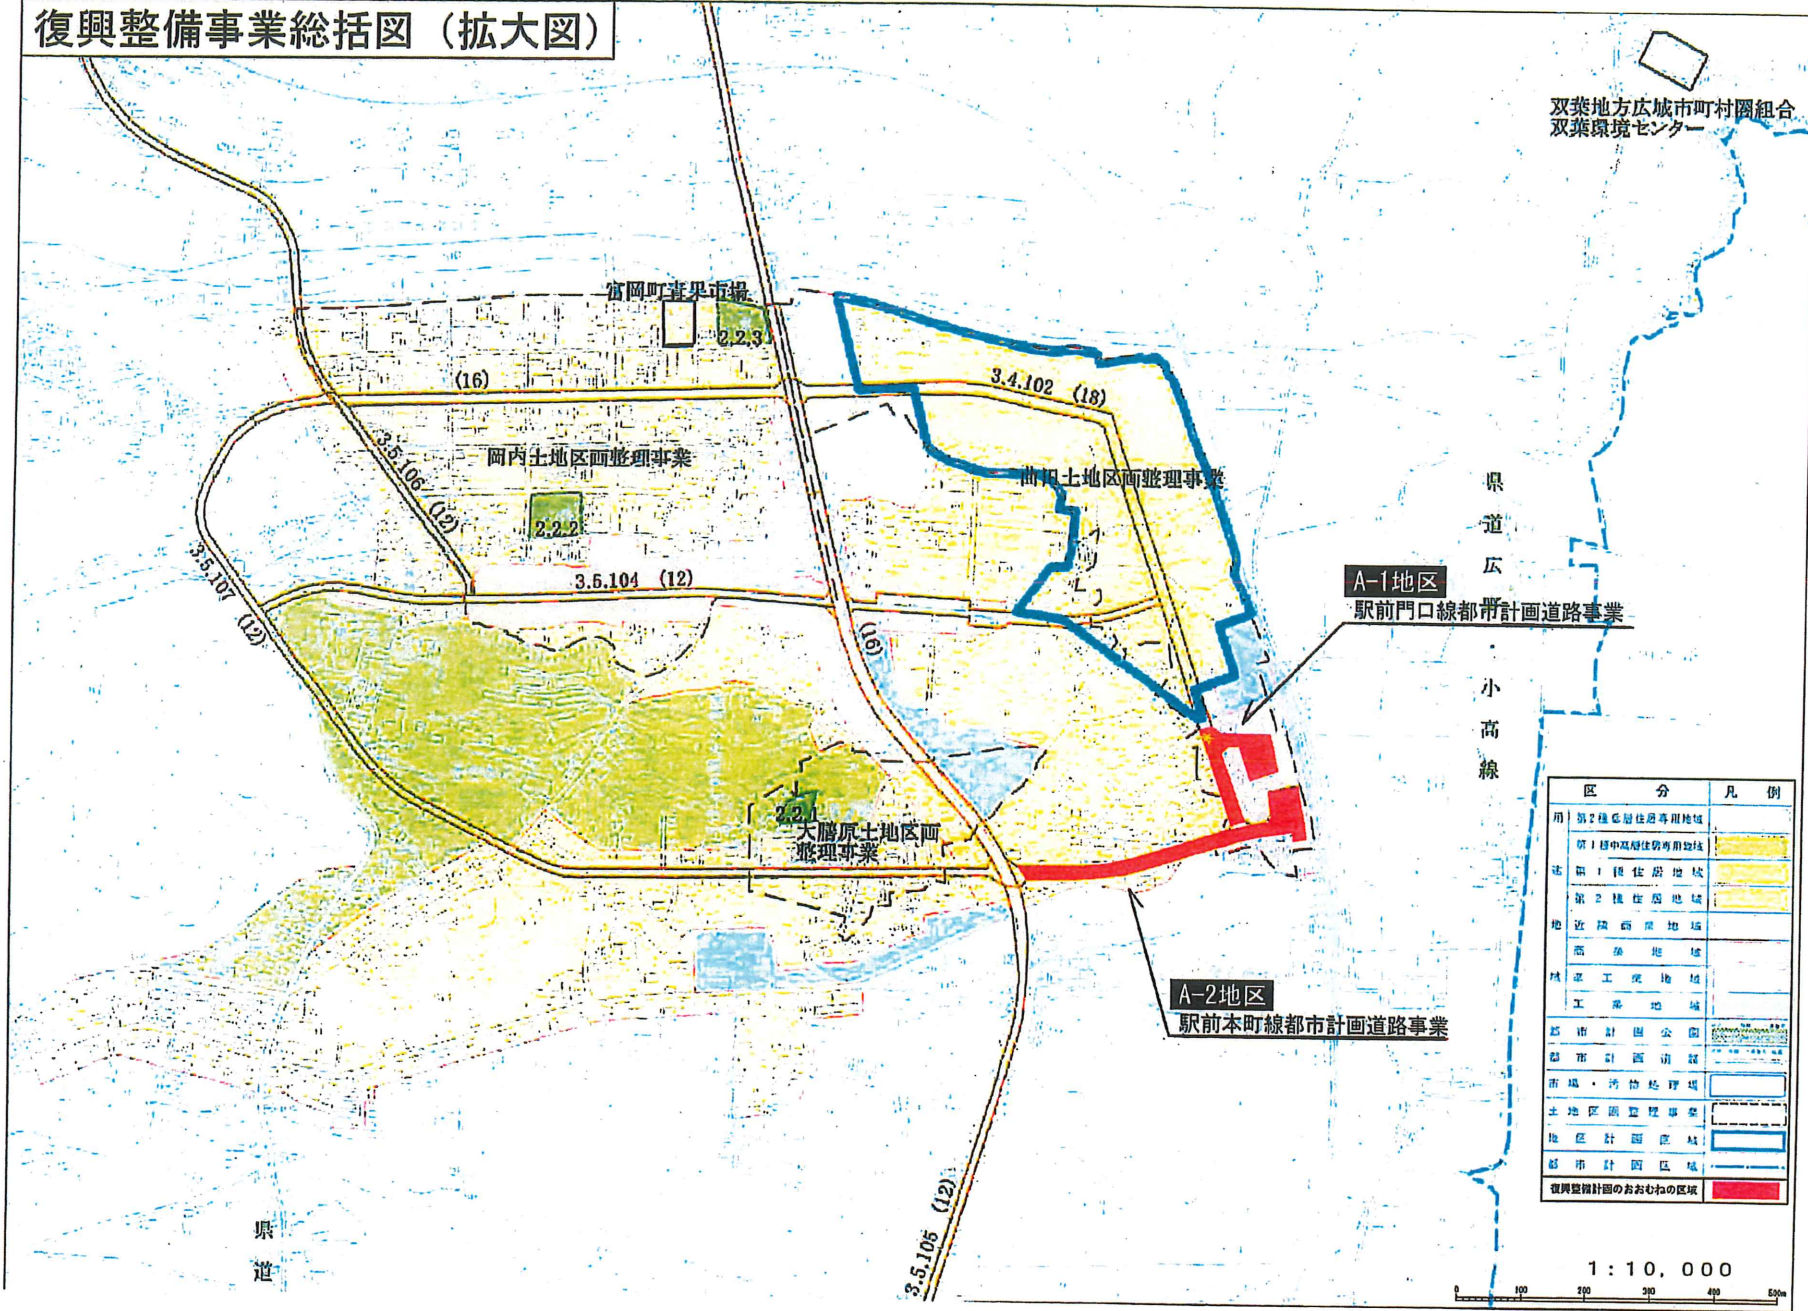 復興整備事業総括図（拡大図）
双葉地方広城市町村圏組合
双葉環境センター
富岡町青果市場
2.2.3
(16)
3.4.102 (18)
3.5.106 (12)
岡内土地区画整理事業
曲田土地区画整理事業
2.2.2
3.5.107 (12)
3.5.104 (12)
(16)
A-1地区
駅前門口線都市計画道路事業
県道広野・小高線
2.2.1
大膳原土地区画
整理事業
A-2地区
駅前本町線都市計画道路事業
3.5.105 (12)
県道
区分 凡例
用途地域
第2種低層住居専用地域
第1種中高層住居専用地域
第1種住居地域
第2種住居地域
近隣商業地域
商業地域
準工業地域
工業地域
都市計画公園
都市計画街路
市場・汚物処理場
土地区画整理事業
地区計画区域
都市計画区域
復興整備計画のおおむねの区域
1：10,000
0 100 200 300 400 500m